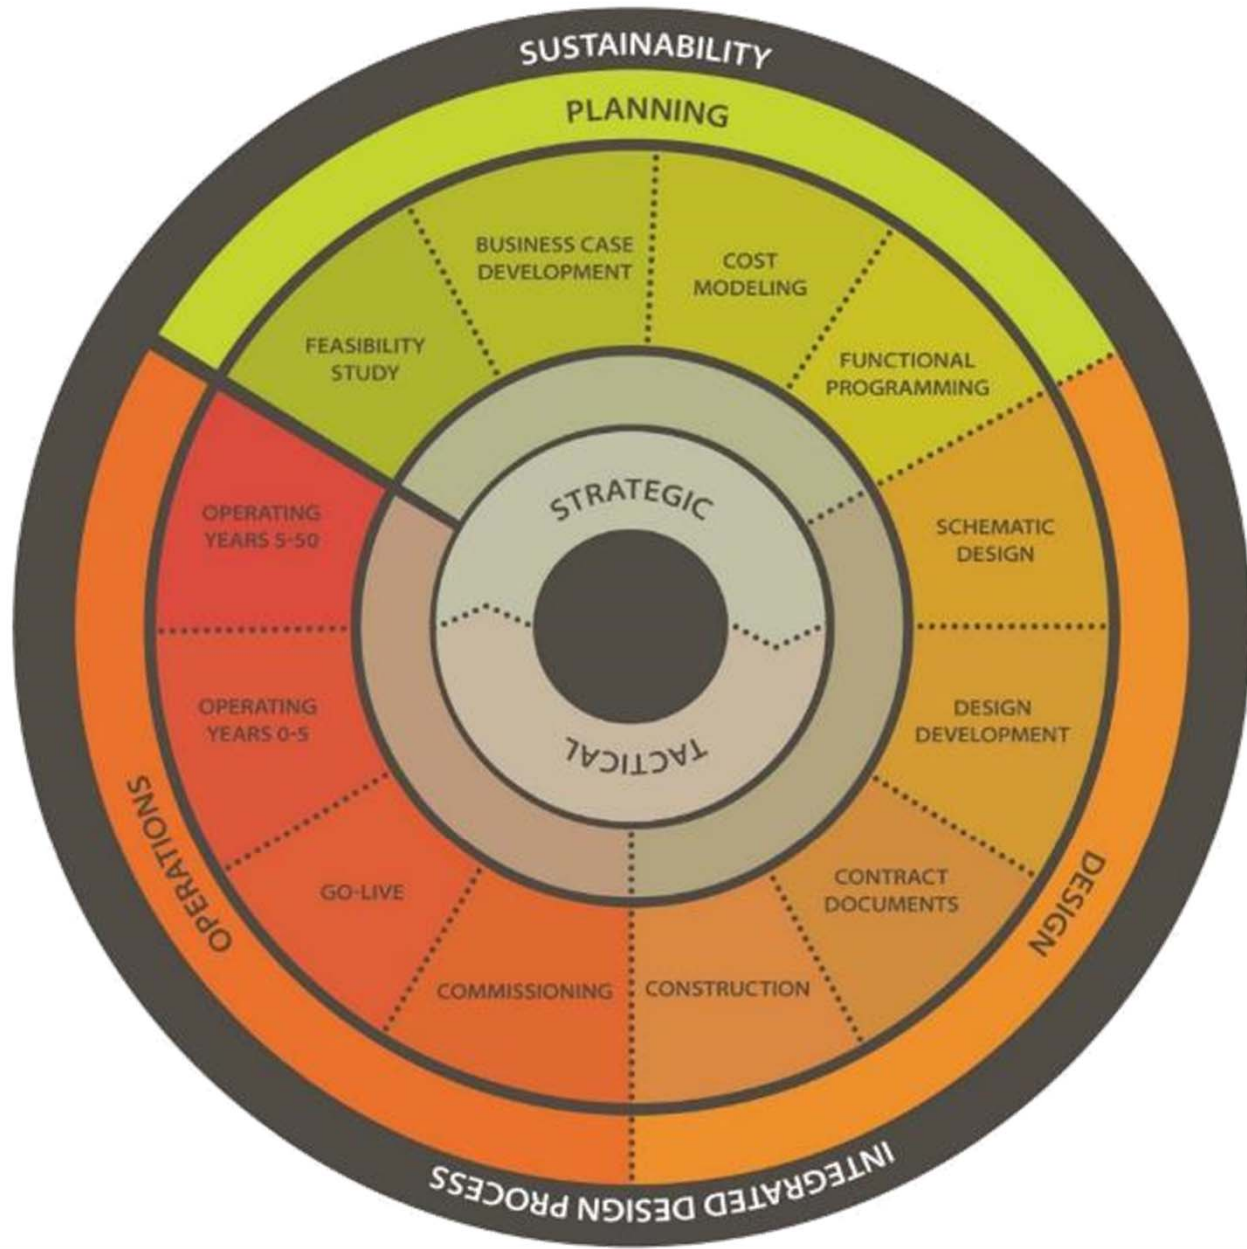 SUSTAINABILITY
PLANNING
BUSINESS CASE
DEVELOPMENT
COST
MODELING
FEASIBILITY
STUDY
FUNCTIONAL
PROGRAMMING
STRATEGIC
OPERATING
YEARS 5-50
SCHEMATIC
DESIGN
OPERATING
YEARS 0-5
DESIGN
DEVELOPMENT
TACTICAL
OPERATIONS
GO-LIVE
CONTRACT
DOCUMENTS
DESIGN
COMMISSIONING
CONSTRUCTION
INTEGRATED DESIGN PROCESS